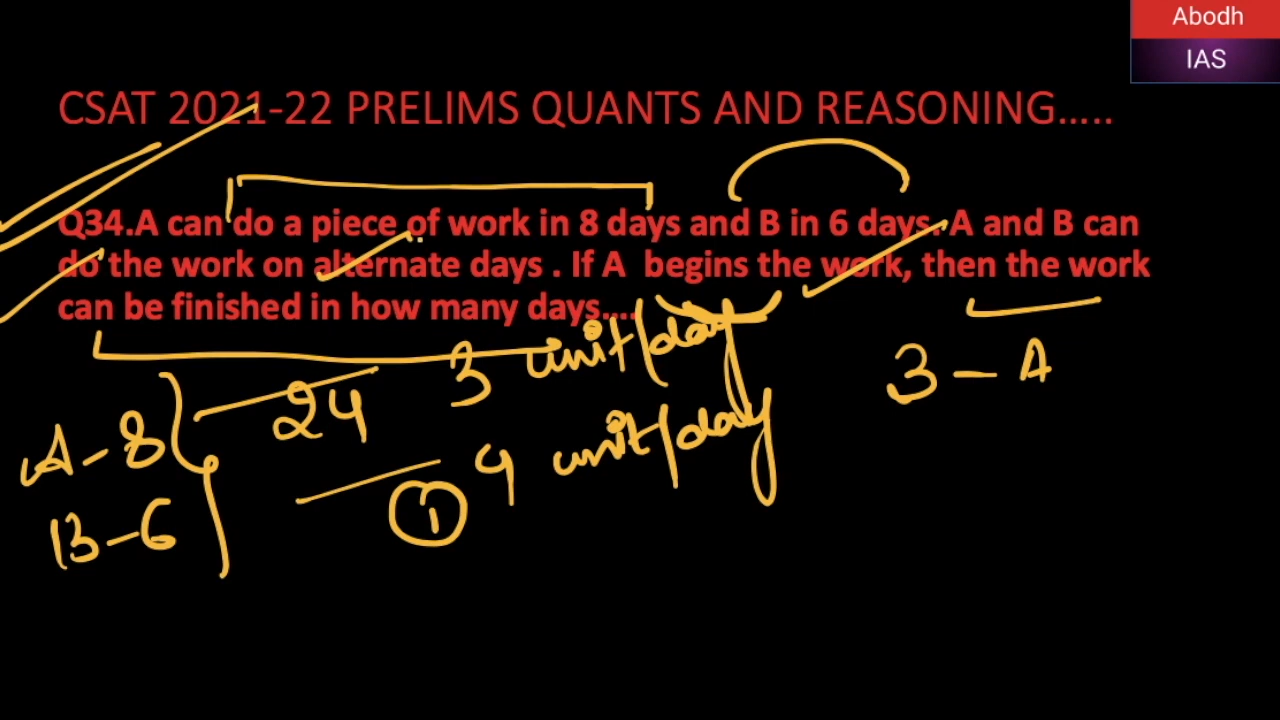 Abodh
IAS
CSAT 2021-22 PRELIMS QUANTS AND REASONING.....
Q34.A can do a piece of work in 8 days and B in 6 days. A and B can
do the work on alternate days . If A begins the work, then the work
can be finished in how many days....
3 unit/day
3 - A
24
A - 8
4 unit/day
1
B - 6